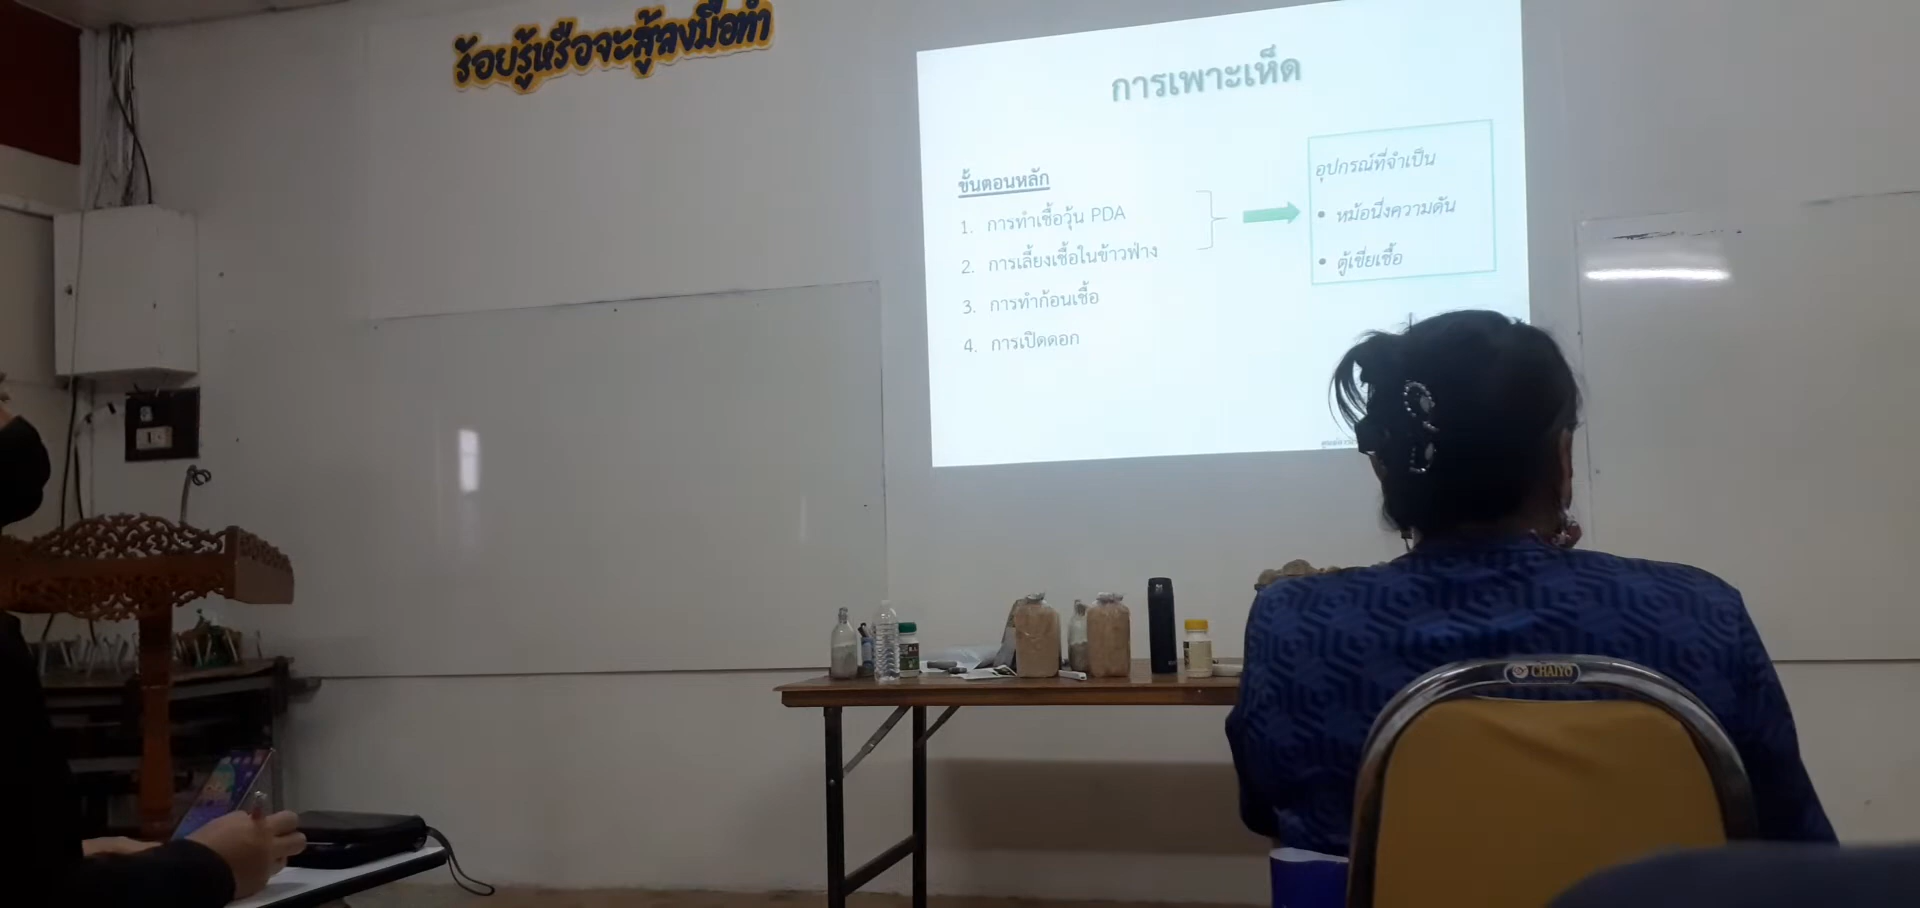 ร้อยรู้หรือจะสู้ลงมือทำ
การเพาะเห็ด
ขั้นตอนหลัก
1. การทำเชื้อวุ้น PDA
2. การเลี้ยงเชื้อในข้าวฟ่าง
3. การทำก้อนเชื้อ
4. การเปิดดอก
อุปกรณ์ที่จำเป็น
• หม้อนึ่งความดัน
• ตู้เขี่ยเชื้อ
CHAIYO